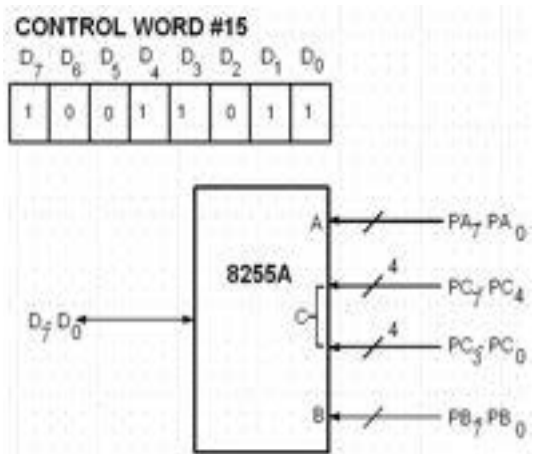 CONTROL WORD #15
D7 D6 D5 D4 D3 D2 D1 D0
1 0 0 1 1 0 1 1
A PA7-PA0
4 PC7-PC4
8255A
C
D7-D0
4 PC3-PC0
B PB7-PB0